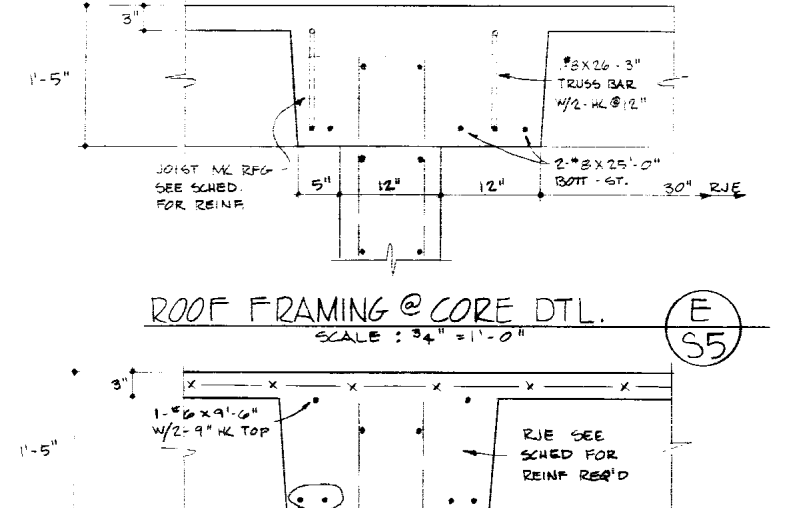 3"
1'-5"
#8X26-3"
TRUSS BAR
W/2-HK @12"
JOIST MK RFG
SEE SCHED.
FOR REINF.
5"
12"
12"
2-#8X25'-0"
BOTT-ST.
30" RJE
ROOF FRAMING @ CORE DTL.
SCALE : 3/4" = 1'-0"
E
S5
3"
1-#6 x 9'-6"
W/2-9" HK TOP
1'-5"
RJE SEE
SCHED FOR
REINF REQ'D